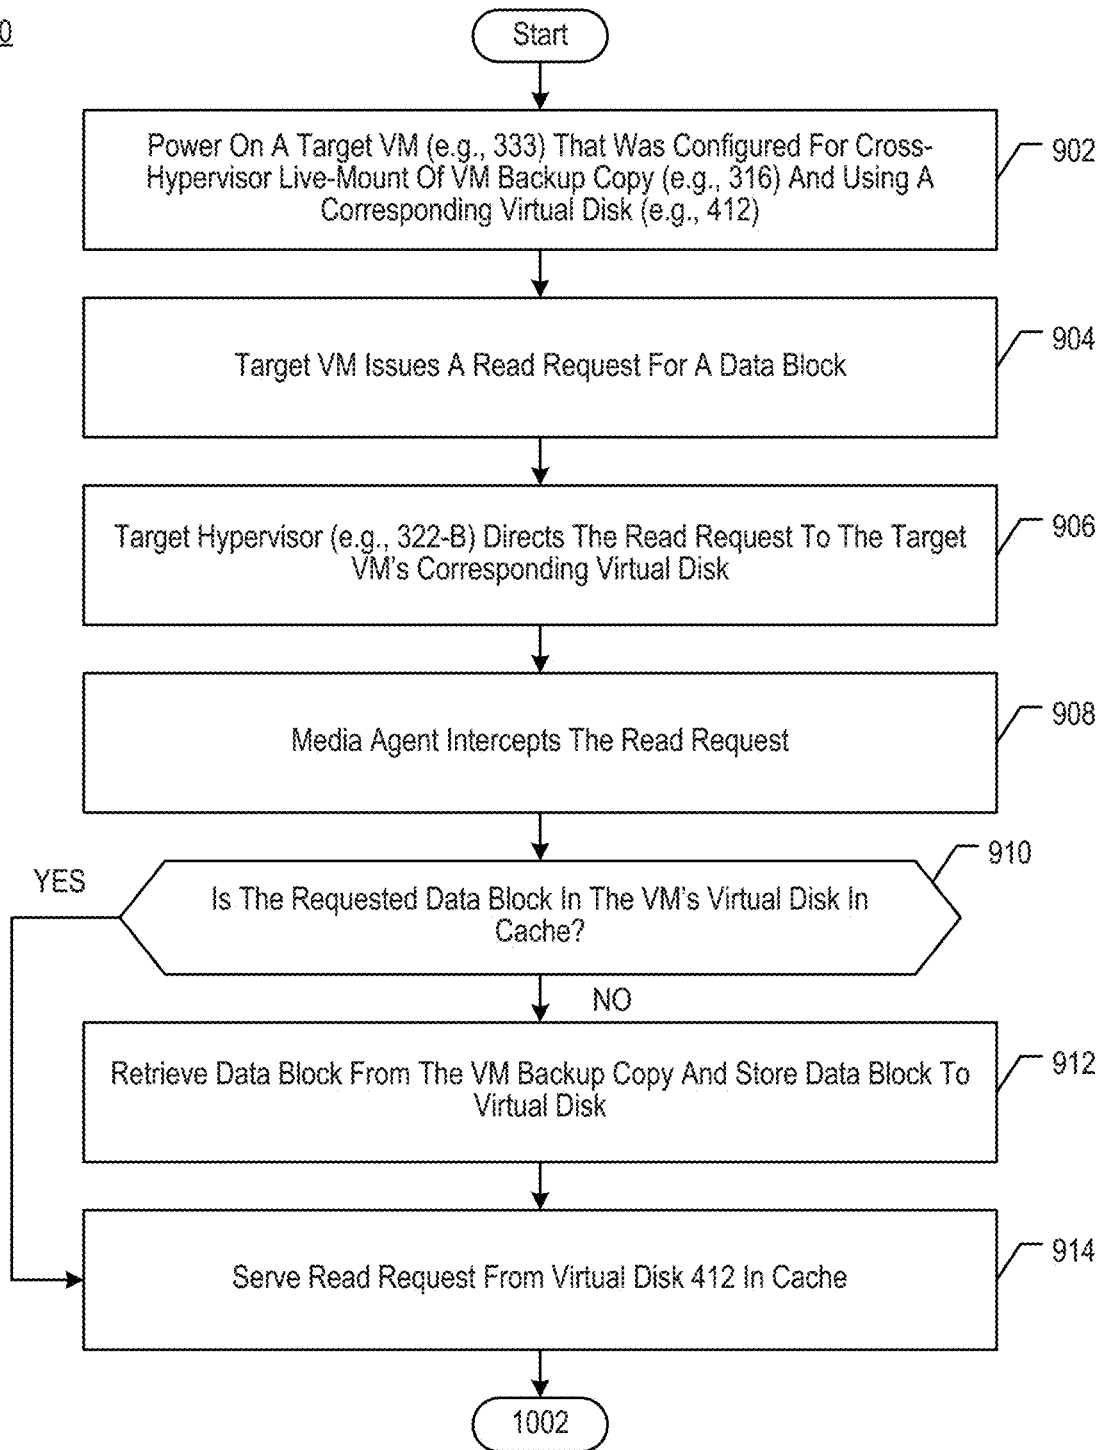 0
Start
Power On A Target VM (e.g., 333) That Was Configured For Cross-
Hypervisor Live-Mount Of VM Backup Copy (e.g., 316) And Using A
Corresponding Virtual Disk (e.g., 412)
902
Target VM Issues A Read Request For A Data Block
904
Target Hypervisor (e.g., 322-B) Directs The Read Request To The Target
VM's Corresponding Virtual Disk
906
Media Agent Intercepts The Read Request
908
910
YES
Is The Requested Data Block In The VM's Virtual Disk In
Cache?
NO
Retrieve Data Block From The VM Backup Copy And Store Data Block To
Virtual Disk
912
Serve Read Request From Virtual Disk 412 In Cache
914
1002